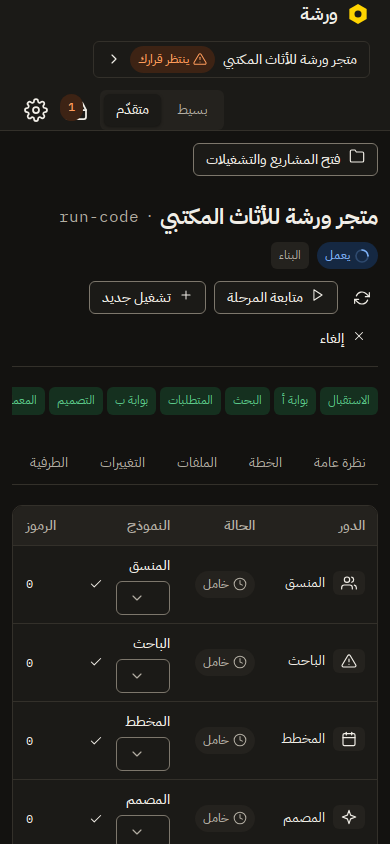 ورشة
متجر ورشة للأثاث المكتبي ينتظر قرارك
بسيط متقدّم 1
فتح المشاريع والتشغيلات
متجر ورشة للأثاث المكتبي · run-code
يعمل البناء
متابعة المرحلة تشغيل جديد
إلغاء
الاستقبال بوابة أ البحث المتطلبات بوابة ب التصميم المعم
نظرة عامة الخطة الملفات التغييرات الطرفية
الدور الحالة النموذج الرموز
المنسق
المنسق خامل 0
الباحث
الباحث خامل 0
المخطط
المخطط خامل 0
المصمم
المصمم خامل 0